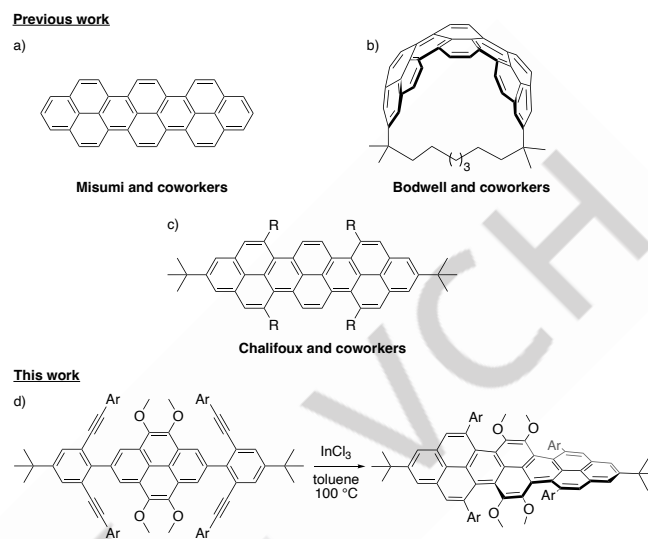 Previous work
a)
b)
3
Misumi and coworkers
Bodwell and coworkers
c)
R
R
R
R
Chalifoux and coworkers
This work
d)
Ar
Ar
O
O
O
O
Ar
Ar
InCl3
toluene
100 °C
Ar
O
O
Ar
Ar
Ar
O
O
VCH